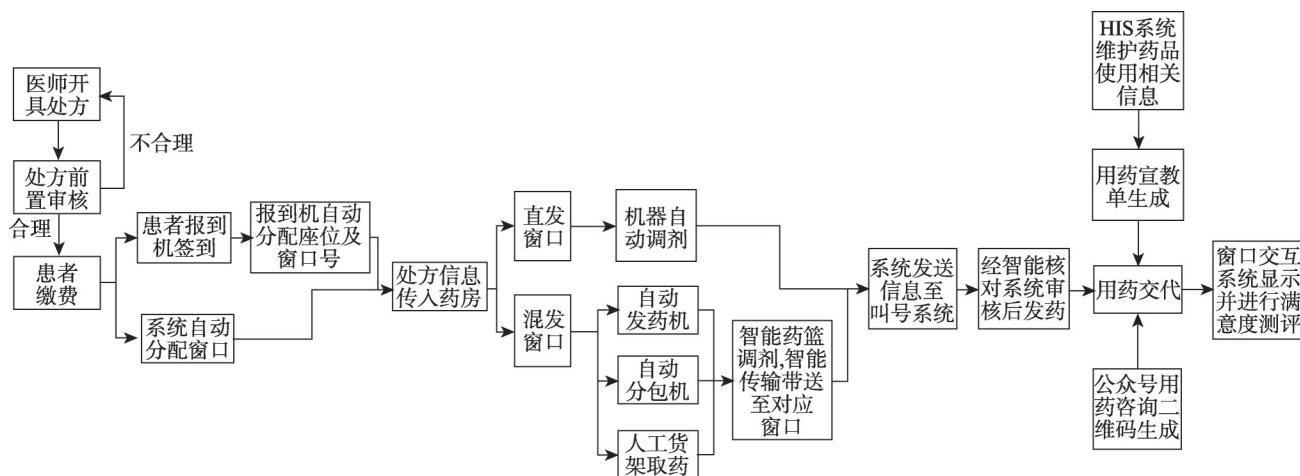 医师开
具处方
不合理
处方前
置审核
合理
患者
缴费
患者报到
机签到
报到机自动
分配座位及
窗口号
系统自动
分配窗口
处方信息
传入药房
直发
窗口
机器自
动调剂
混发
窗口
自动
发药机
自动
分包机
人工货
架取药
智能药篮
调剂,智能
传输带送
至对应
窗口
系统发送
信息至
叫号系统
经智能核
对系统审
核后发药
HIS系统
维护药品
使用相关
信息
用药宣教
单生成
用药交代
公众号用
药咨询二
维码生成
窗口交互
系统显示
并进行满
意度测评